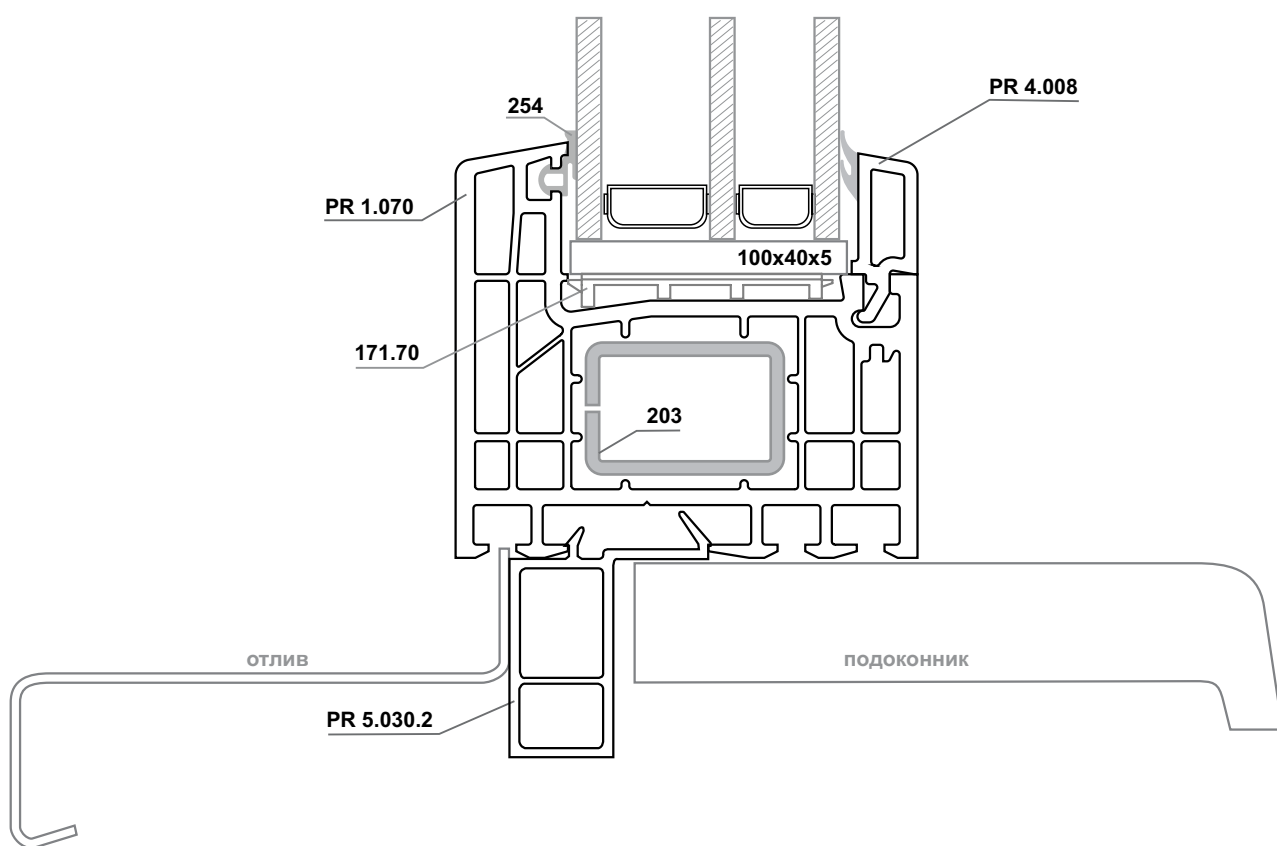 PR 4.008
254
PR 1.070
100x40x5
171.70
203
отлив
подоконник
PR 5.030.2